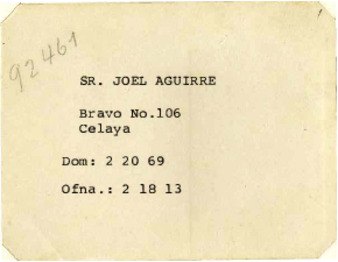 92461
SR. JOEL AGUIRRE
Bravo No.106
Celaya
Dom: 2 20 69
Ofna.: 2 18 13